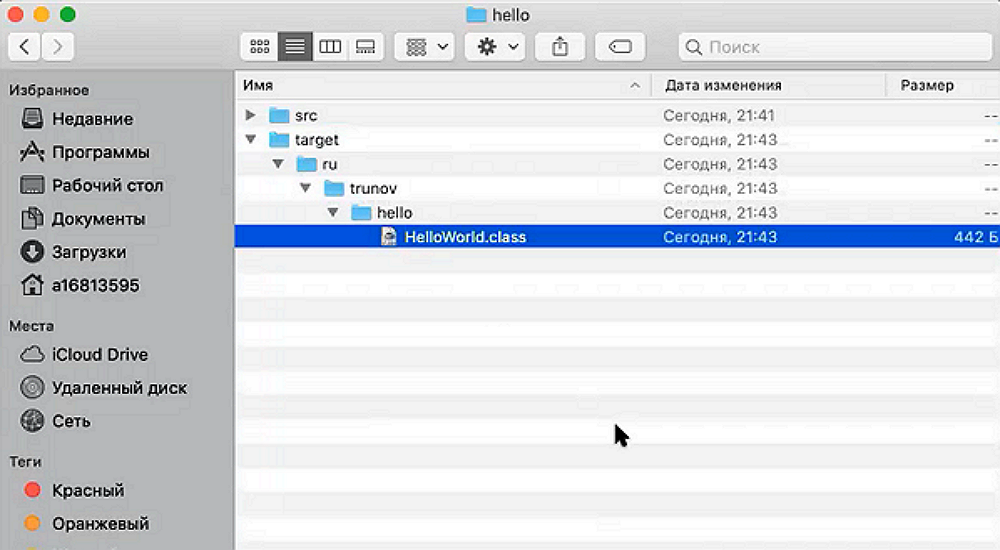 hello
Поиск
Избранное
Недавние
Программы
Рабочий стол
Документы
Загрузки
a16813595
Места
iCloud Drive
Удаленный диск
Сеть
Теги
Красный
Оранжевый
Имя Дата изменения Размер
src Сегодня, 21:41 --
target Сегодня, 21:43 --
ru Сегодня, 21:43 --
trunov Сегодня, 21:43 --
hello Сегодня, 21:43 --
HelloWorld.class Сегодня, 21:43 442 Б